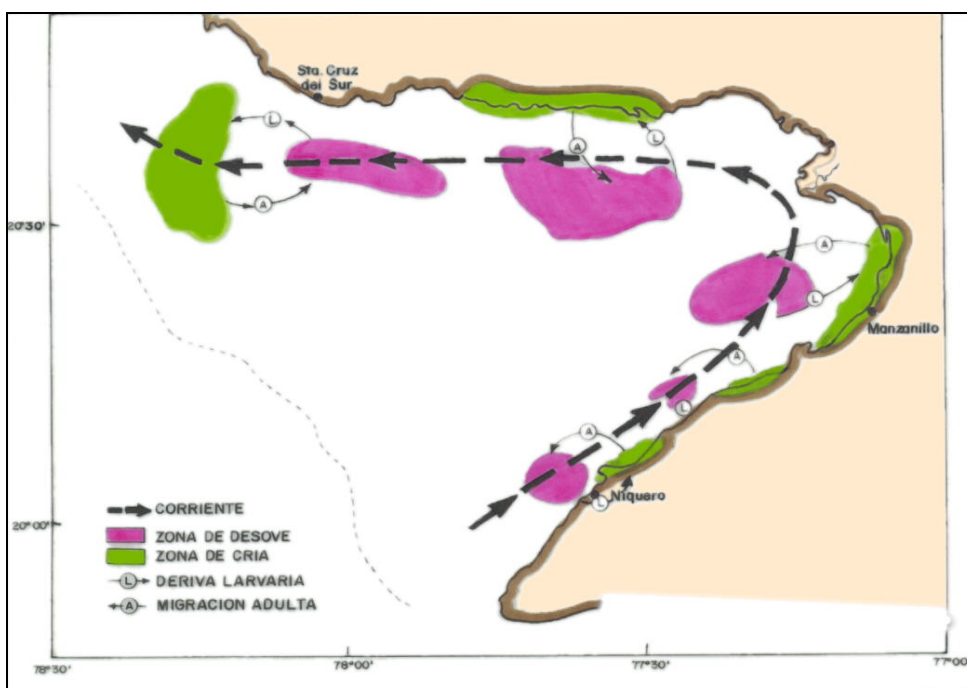 Sta. Cruz
del Sur
L
A
L
A
20°30'
A
L
Manzanillo
A
L
A
Niquero
L
20°00'
CORRIENTE
ZONA DE DESOVE
ZONA DE CRIA
L DERIVA LARVARIA
A MIGRACION ADULTA
78°30'
78°00'
77°30'
77°00'